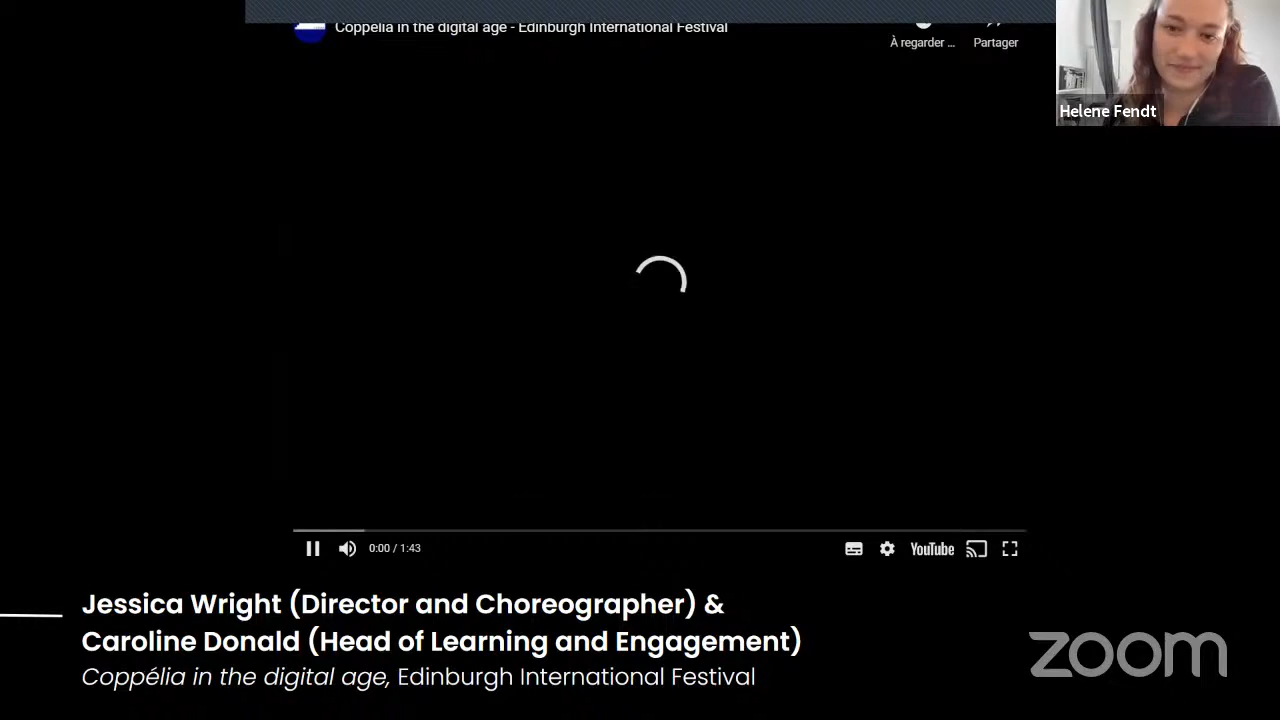 Coppélia in the digital age - Edinburgh International Festival
À regarder ...
Partager
Helene Fendt
0:00 / 1:43
YouTube
Jessica Wright (Director and Choreographer) &
Caroline Donald (Head of Learning and Engagement)
Coppélia in the digital age, Edinburgh International Festival
zoom